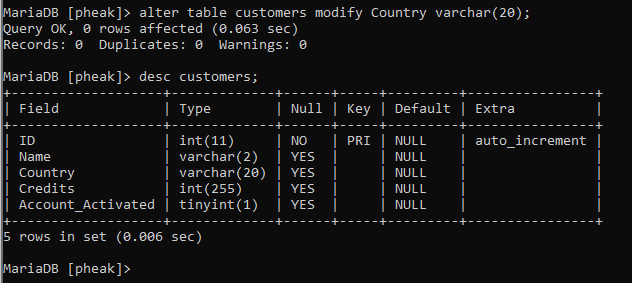 MariaDB [pheak]> alter table customers modify Country varchar(20);
Query OK, 0 rows affected (0.063 sec)
Records: 0  Duplicates: 0  Warnings: 0

MariaDB [pheak]> desc customers;
+-------------------+-------------+------+-----+---------+----------------+
| Field             | Type        | Null | Key | Default | Extra          |
+-------------------+-------------+------+-----+---------+----------------+
| ID                | int(11)     | NO   | PRI | NULL    | auto_increment |
| Name              | varchar(2)  | YES  |     | NULL    |                |
| Country           | varchar(20) | YES  |     | NULL    |                |
| Credits           | int(255)    | YES  |     | NULL    |                |
| Account_Activated | tinyint(1)  | YES  |     | NULL    |                |
+-------------------+-------------+------+-----+---------+----------------+
5 rows in set (0.006 sec)

MariaDB [pheak]>